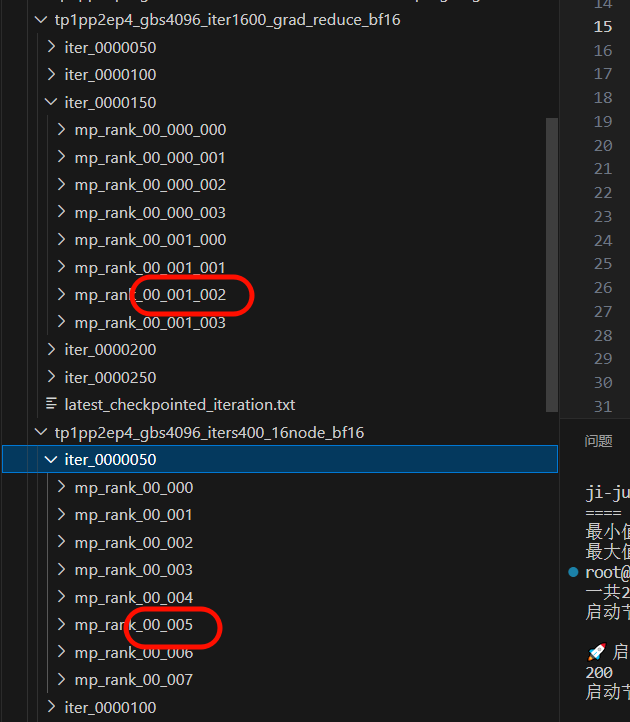 tp1pp2ep4_gbs4096_iter1600_grad_reduce_bf16
iter_0000050
iter_0000100
iter_0000150
mp_rank_00_000_000
mp_rank_00_000_001
mp_rank_00_000_002
mp_rank_00_000_003
mp_rank_00_001_000
mp_rank_00_001_001
mp_rank_00_001_002
mp_rank_00_001_003
iter_0000200
iter_0000250
latest_checkpointed_iteration.txt
tp1pp2ep4_gbs4096_iters400_16node_bf16
iter_0000050
mp_rank_00_000
mp_rank_00_001
mp_rank_00_002
mp_rank_00_003
mp_rank_00_004
mp_rank_00_005
mp_rank_00_006
mp_rank_00_007
iter_0000100
14
15
16
17
18
19
20
21
22
23
24
25
26
27
28
29
30
31
问题
ji-ju
====
最小值
最大值
root@
一共2
启动节
🚀 启
200
启动节